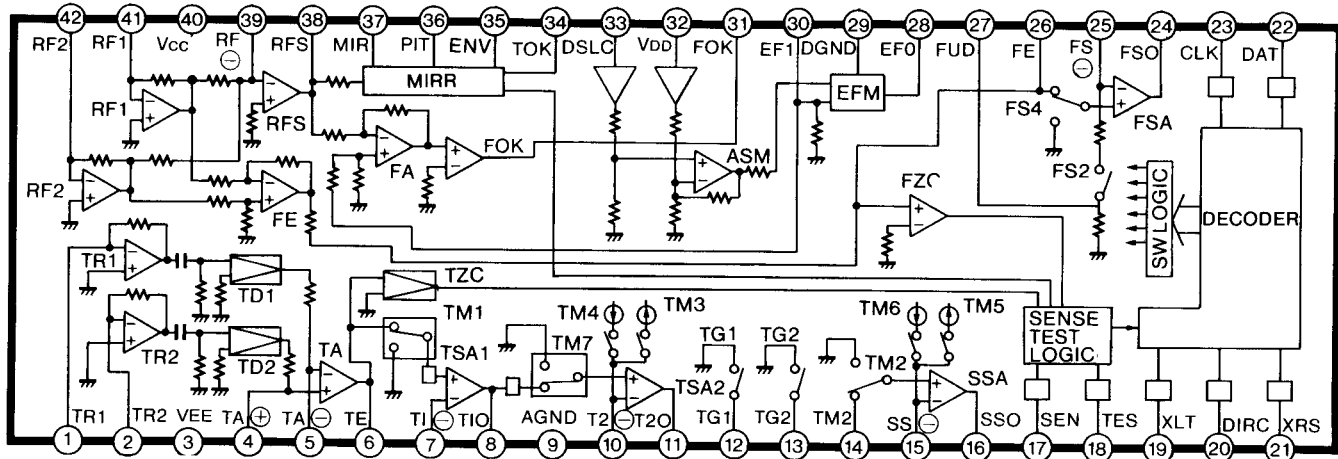 42 41 40 39 38 37 36 35 34 33 32 31 30 29 28 27 26 25 24 23 22
RF2 RF1 Vcc RF ⊖ RFS MIR PIT ENV TOK DSLC VDD FOK EF1 DGND EF0 FUD FE FS ⊖ FSO CLK DAT
MIRR
EFM
RF1
RFS
FS4
FSA
FA
FOK
ASM
FS2
RF2
FE
FZC
SW LOGIC
DECODER
TR1
TD1
TZC
TM1
TM4
TM3
TM6
TM5
TR2
TD2
TA
TSA1
TM7
TSA2
TG1
TG2
TM2
SSA
SENSE
TEST
LOGIC
TR1 TR2 VEE TA ⊕ TA ⊖ TE TI ⊖ TIO AGND T2 ⊖ T2O TG1 TG2 TM2 SS ⊖ SSO SEN TES XLT DIRC XRS
1 2 3 4 5 6 7 8 9 10 11 12 13 14 15 16 17 18 19 20 21